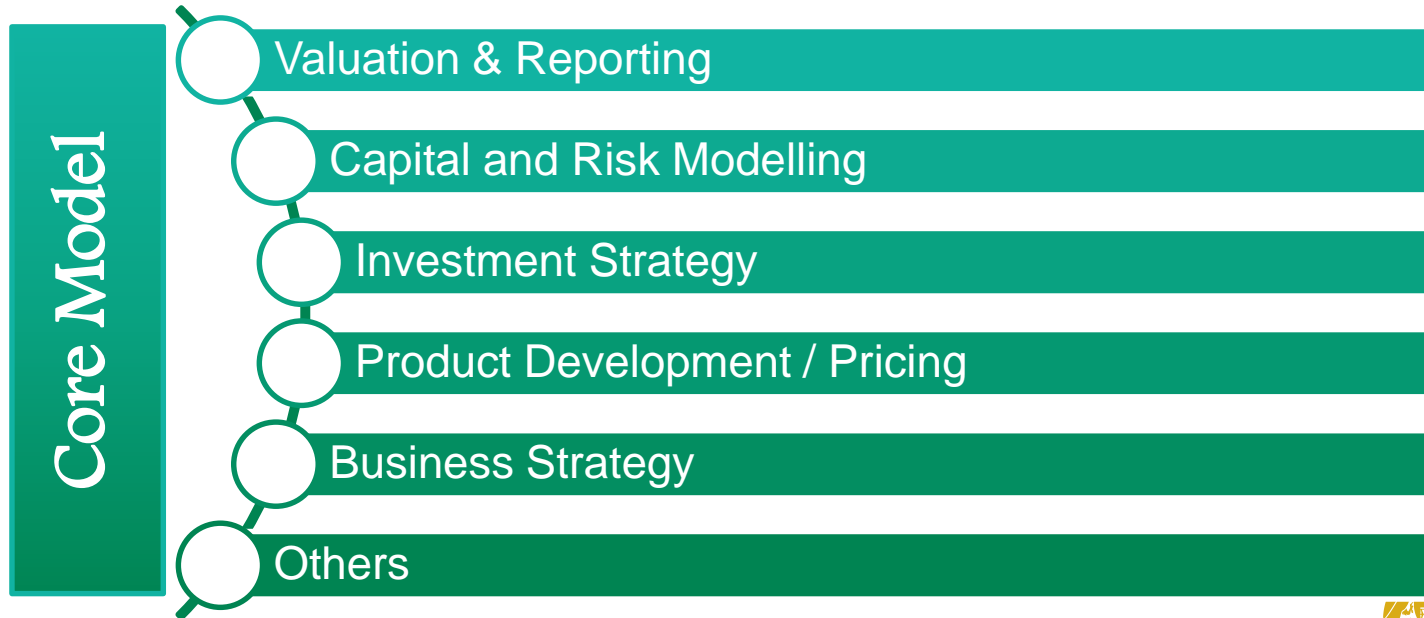 Core Model
Valuation & Reporting
Capital and Risk Modelling
Investment Strategy
Product Development / Pricing
Business Strategy
Others